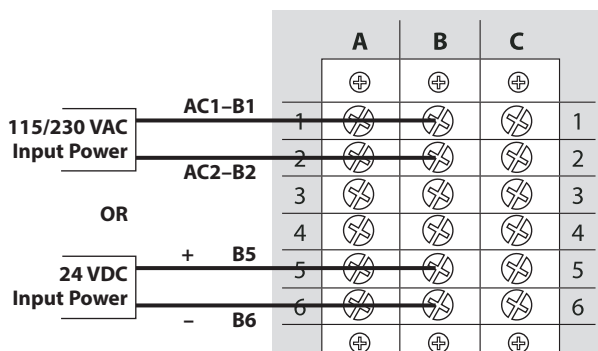 A B C
AC1–B1
115/230 VAC
Input Power
1 1
2 2
AC2–B2
3 3
OR
4 4
+ B5
24 VDC
Input Power
5 5
6 6
– B6